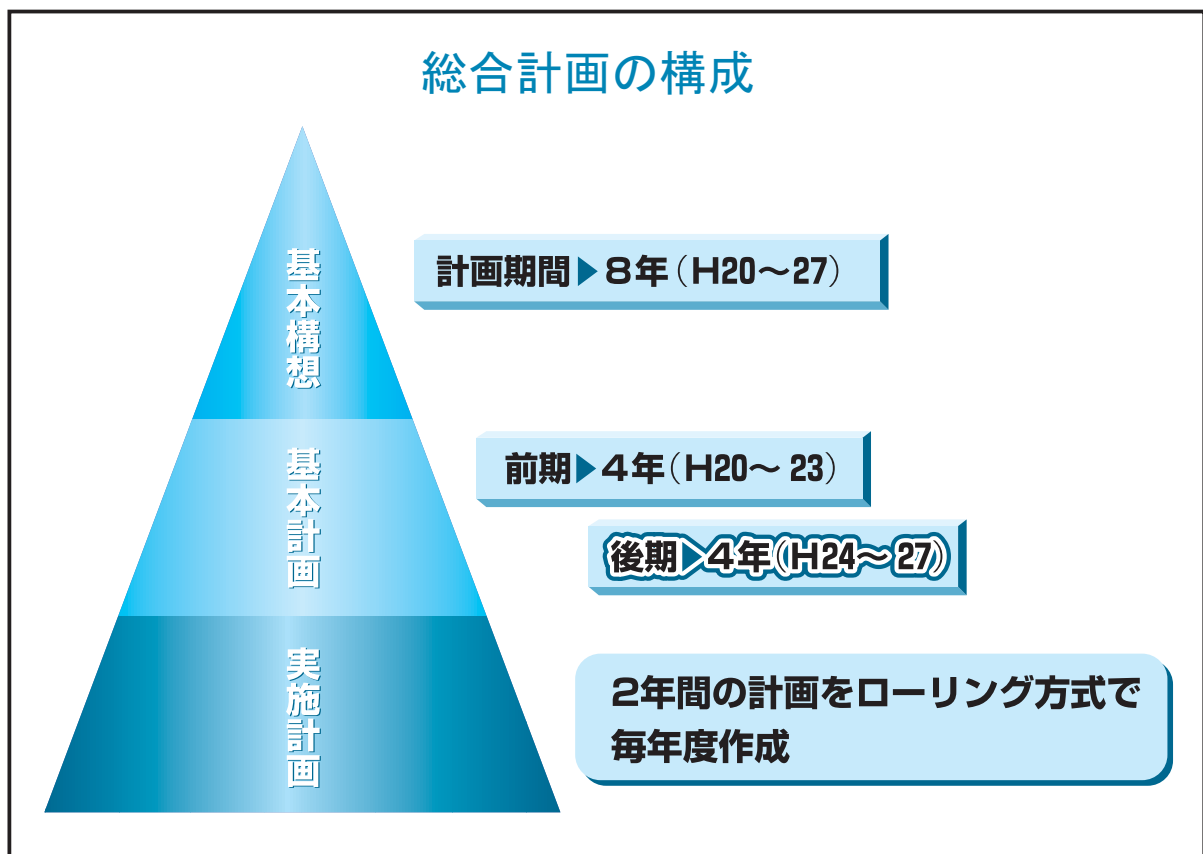 総合計画の構成
基本構想
計画期間▶8年(H20～27)
基本計画
前期▶4年(H20～23)
後期▶4年(H24～27)
実施計画
2年間の計画をローリング方式で
毎年度作成